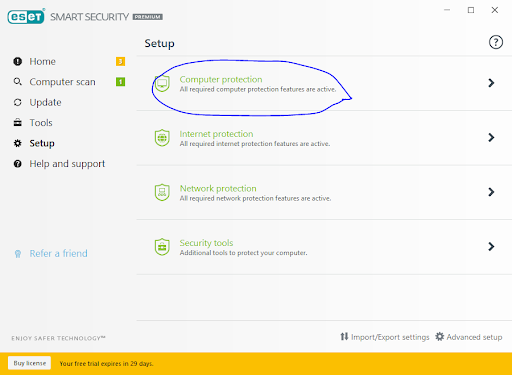 eset SMART SECURITY PREMIUM
Home 3
Computer scan 1
Update
Tools
Setup
Help and support
Refer a friend
ENJOY SAFER TECHNOLOGY™
Setup
?
Computer protection
All required computer protection features are active.
Internet protection
All required internet protection features are active.
Network protection
All required network protection features are active.
Security tools
Additional tools to protect your computer.
Import/Export settings Advanced setup
Buy license Your free trial expires in 29 days.